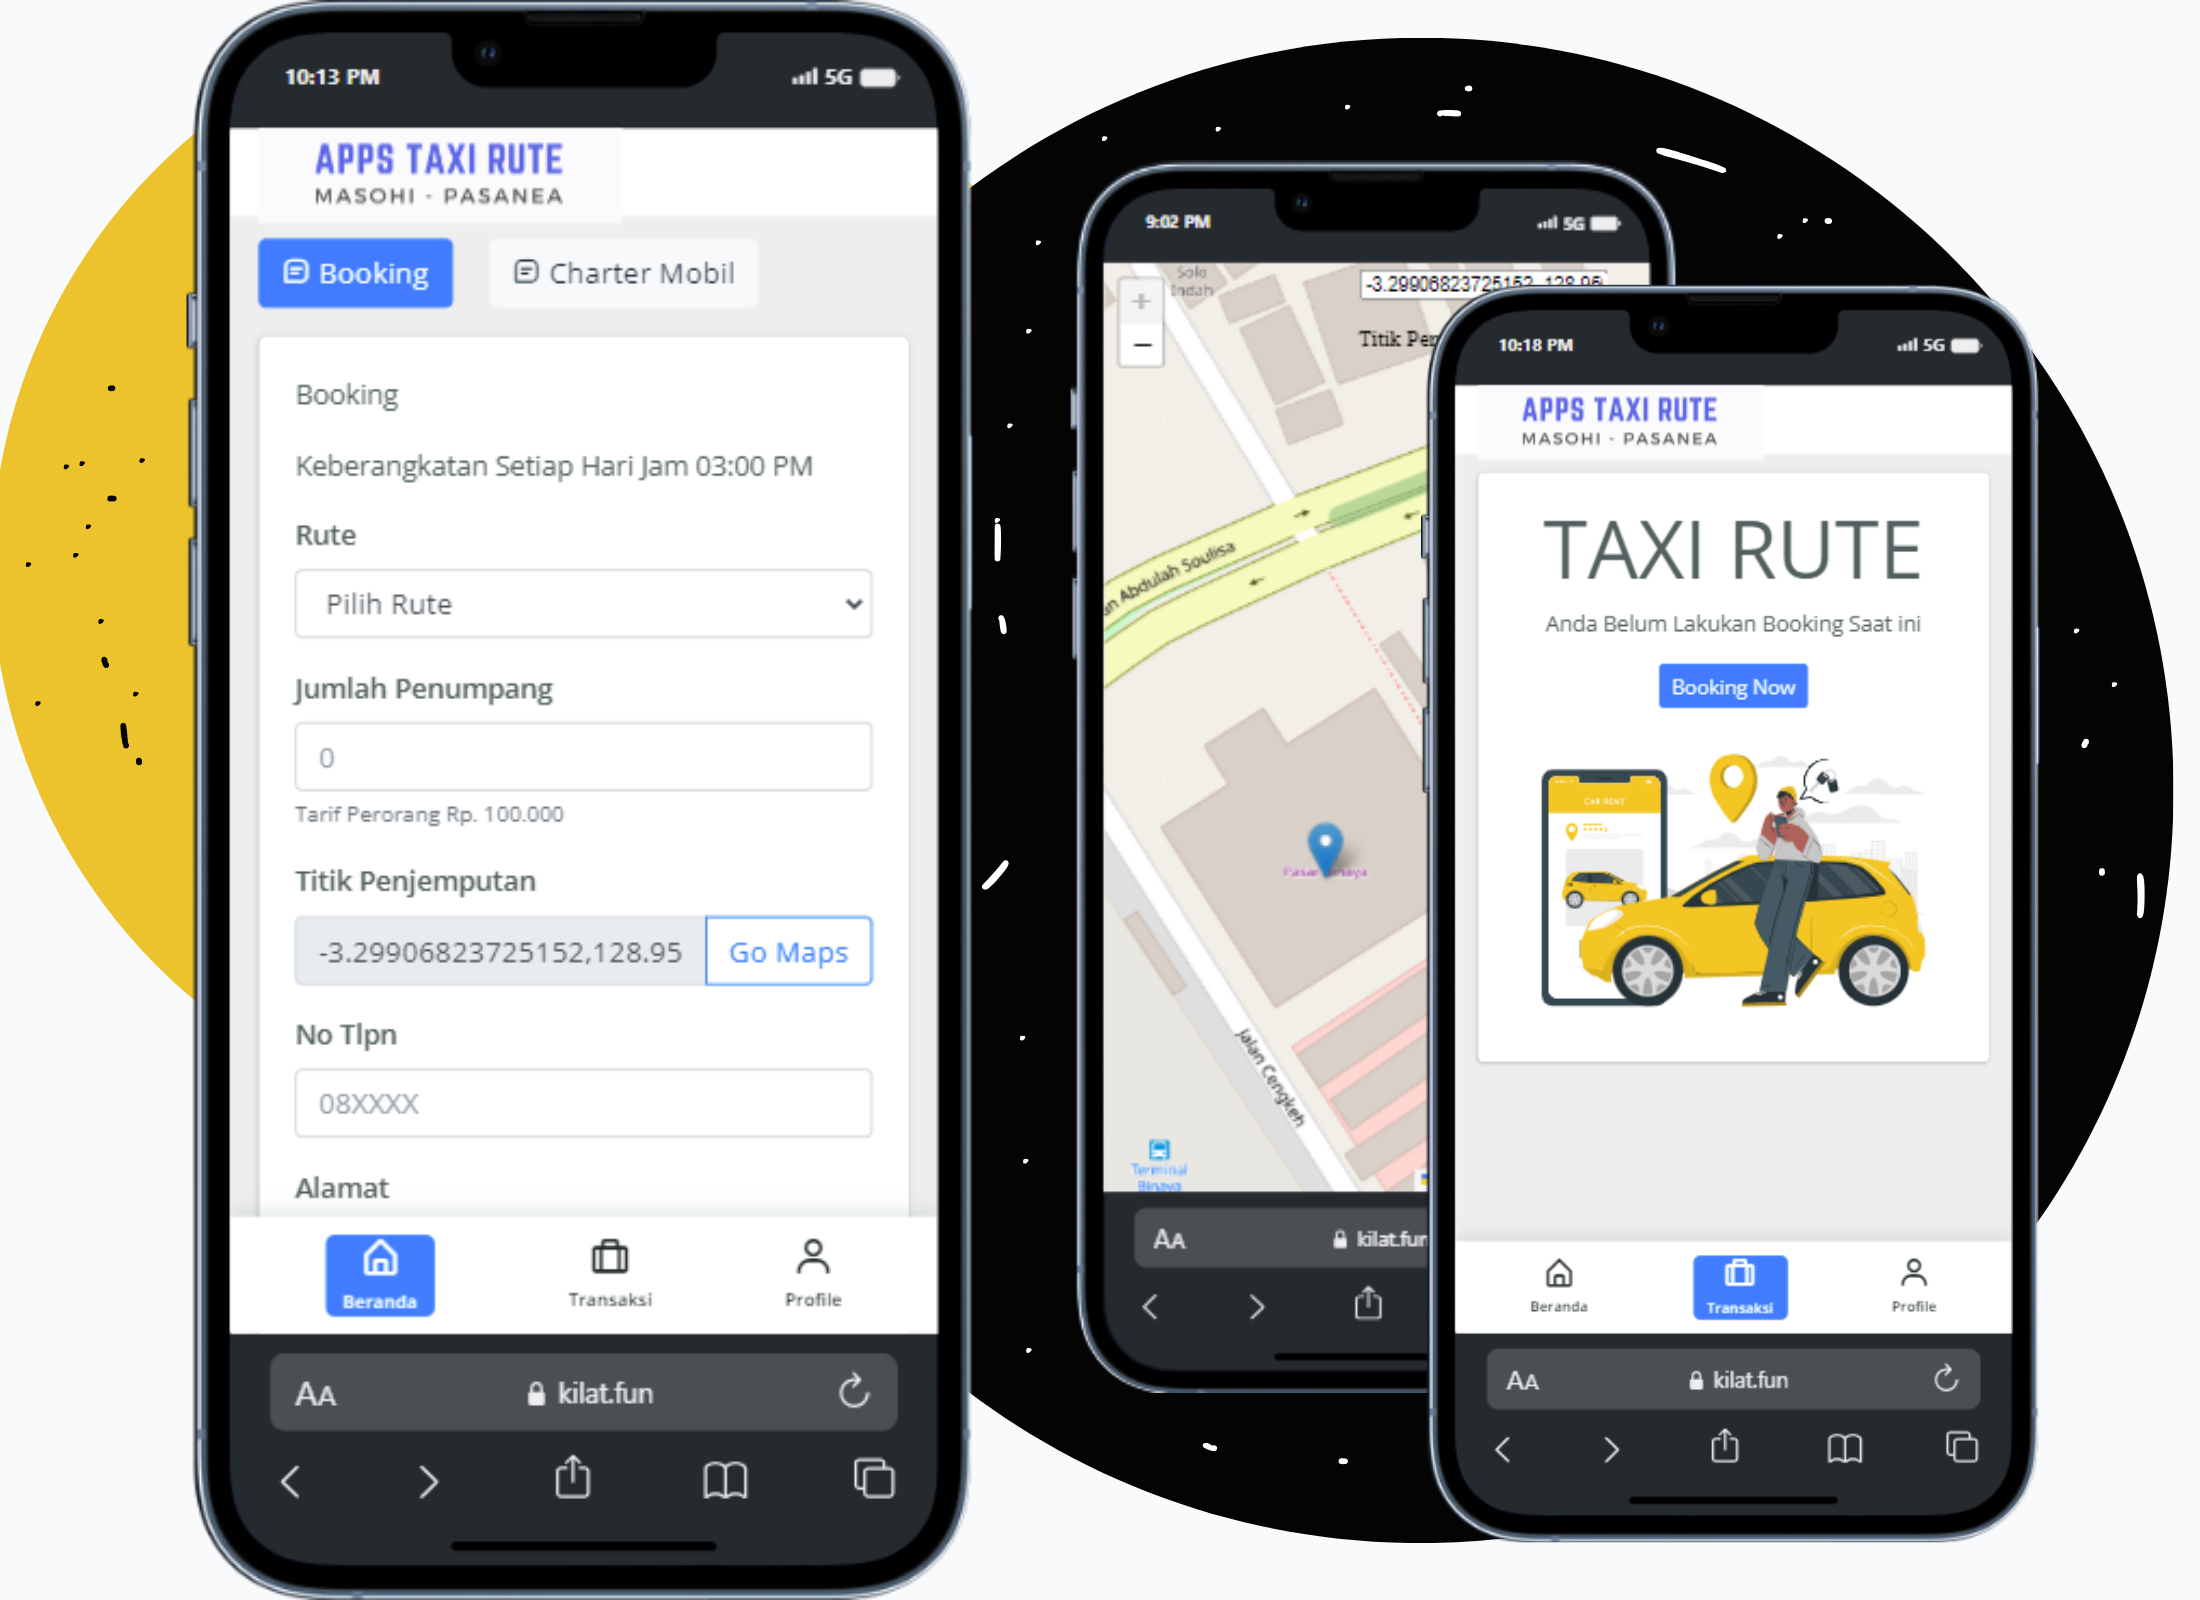 10:13 PM
5G
APPS TAXI RUTE
MASOHI - PASANEA
Booking
Charter Mobil
Booking
Keberangkatan Setiap Hari Jam 03:00 PM
Rute
Pilih Rute
Jumlah Penumpang
0
Tarif Perorang Rp. 100.000
Titik Penjemputan
-3.29906823725152,128.95
Go Maps
No Tlpn
08XXXX
Alamat
Beranda
Transaksi
Profile
AA
kilat.fun
9:02 PM
5G
Solo
Indah
+
−
-3.29906823725152,128.95
Titik Per
an Abdulah Soulisa
Pasar
Jalan Cengkeh
Terminal
Binaya
AA
kilat.fun
10:18 PM
5G
APPS TAXI RUTE
MASOHI - PASANEA
TAXI RUTE
Anda Belum Lakukan Booking Saat ini
Booking Now
CAR RENT
Beranda
Transaksi
Profile
AA
kilat.fun